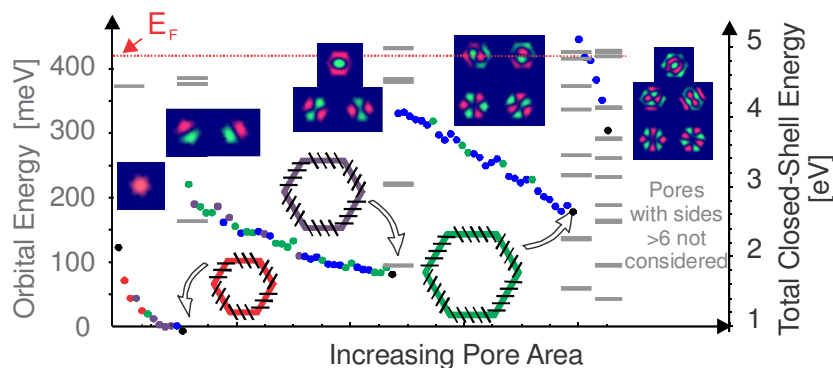 E_F
Orbital Energy [meV]
400
300
200
100
0
5
4
3
2
1
Total Closed-Shell Energy
[eV]
Pores
with sides
>6 not
considered
Increasing Pore Area